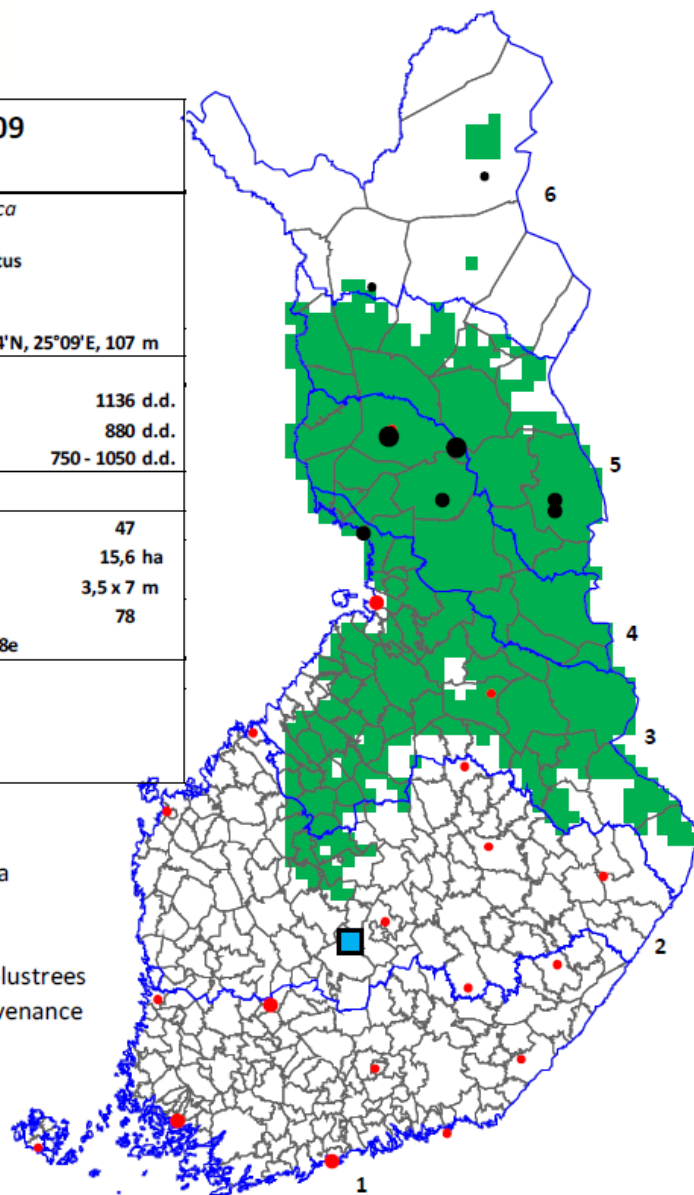 09
ca
cus
4'N, 25°09'E, 107 m
1136 d.d.
880 d.d.
750 - 1050 d.d.
47
15,6 ha
3,5 x 7 m
78
8e
a
lustrees
venance
6
5
4
3
2
1